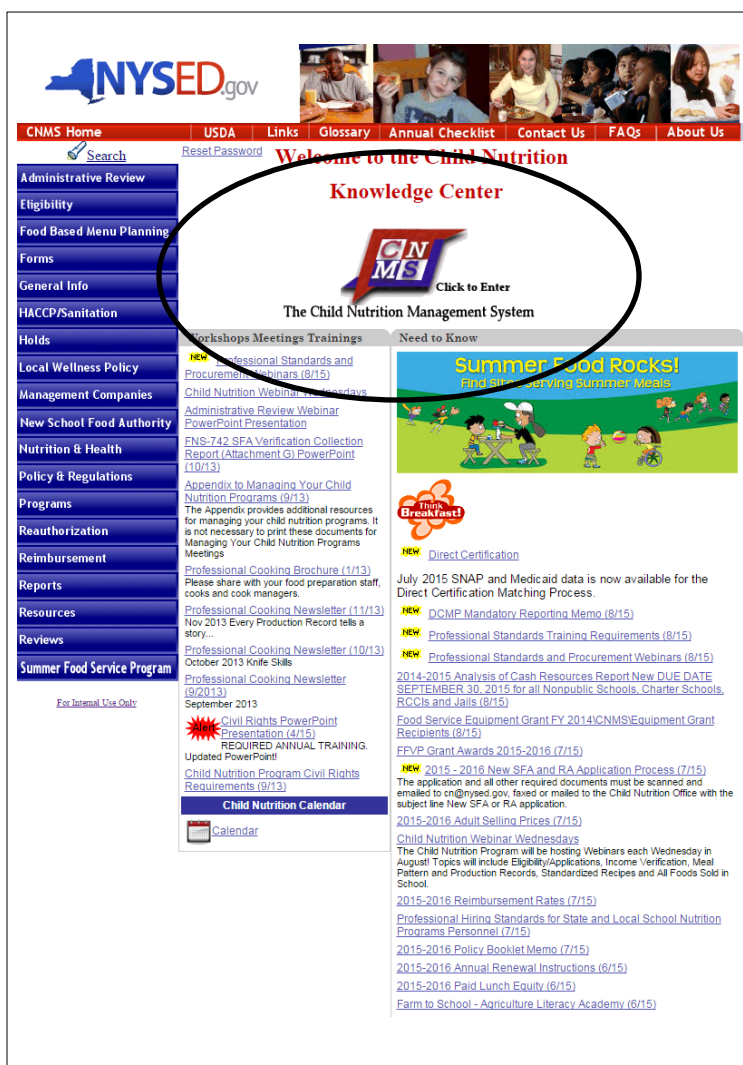 NYSED.gov
CNMS Home
USDA
Links
Glossary
Annual Checklist
Contact Us
FAQs
About Us
Search
Administrative Review
Eligibility
Food Based Menu Planning
Forms
General Info
HACCP/Sanitation
Holds
Local Wellness Policy
Management Companies
New School Food Authority
Nutrition & Health
Policy & Regulations
Programs
Reauthorization
Reimbursement
Reports
Resources
Reviews
Summer Food Service Program
For Internal Use Only
Reset Password
Welcome to the Child Nutrition
Knowledge Center
CN
MS
Click to Enter
The Child Nutrition Management System
Workshops Meetings Trainings
NEW Professional Standards and
Procurement Webinars (8/15)
Child Nutrition Webinar Wednesdays
Administrative Review Webinar
PowerPoint Presentation
FNS-742 SFA Verification Collection
Report (Attachment G) PowerPoint
(10/13)
Appendix to Managing Your Child
Nutrition Programs (9/13)
The Appendix provides additional resources
for managing your child nutrition programs. It
is not necessary to print these documents for
Managing Your Child Nutrition Programs
Meetings
Professional Cooking Brochure (1/13)
Please share with your food preparation staff,
cooks and cook managers.
Professional Cooking Newsletter (11/13)
Nov 2013 Every Production Record tells a
story...
Professional Cooking Newsletter (10/13)
October 2013 Knife Skills
Professional Cooking Newsletter
(9/2013)
September 2013
Alert Civil Rights PowerPoint
Presentation (4/15)
REQUIRED ANNUAL TRAINING.
Updated PowerPoint!
Child Nutrition Program Civil Rights
Requirements (9/13)
Child Nutrition Calendar
Calendar
Need to Know
Summer Food Rocks!
Find Sites Serving Summer Meals
Think
Breakfast!
NEW Direct Certification
July 2015 SNAP and Medicaid data is now available for the
Direct Certification Matching Process.
NEW DCMP Mandatory Reporting Memo (8/15)
NEW Professional Standards Training Requirements (8/15)
NEW Professional Standards and Procurement Webinars (8/15)
2014-2015 Analysis of Cash Resources Report New DUE DATE
SEPTEMBER 30, 2015 for all Nonpublic Schools, Charter Schools,
RCCIs and Jails (8/15)
Food Service Equipment Grant FY 2014\CNMS\Equipment Grant
Recipients (8/15)
FFVP Grant Awards 2015-2016 (7/15)
NEW 2015 - 2016 New SFA and RA Application Process (7/15)
The application and all other required documents must be scanned and
emailed to cn@nysed.gov, faxed or mailed to the Child Nutrition Office with the
subject line New SFA or RA application.
2015-2016 Adult Selling Prices (7/15)
Child Nutrition Webinar Wednesdays
The Child Nutrition Program will be hosting Webinars each Wednesday in
August! Topics will include Eligibility/Applications, Income Verification, Meal
Pattern and Production Records, Standardized Recipes and All Foods Sold in
School.
2015-2016 Reimbursement Rates (7/15)
Professional Hiring Standards for State and Local School Nutrition
Programs Personnel (7/15)
2015-2016 Policy Booklet Memo (7/15)
2015-2016 Annual Renewal Instructions (6/15)
2015-2016 Paid Lunch Equity (6/15)
Farm to School - Agriculture Literacy Academy (6/15)